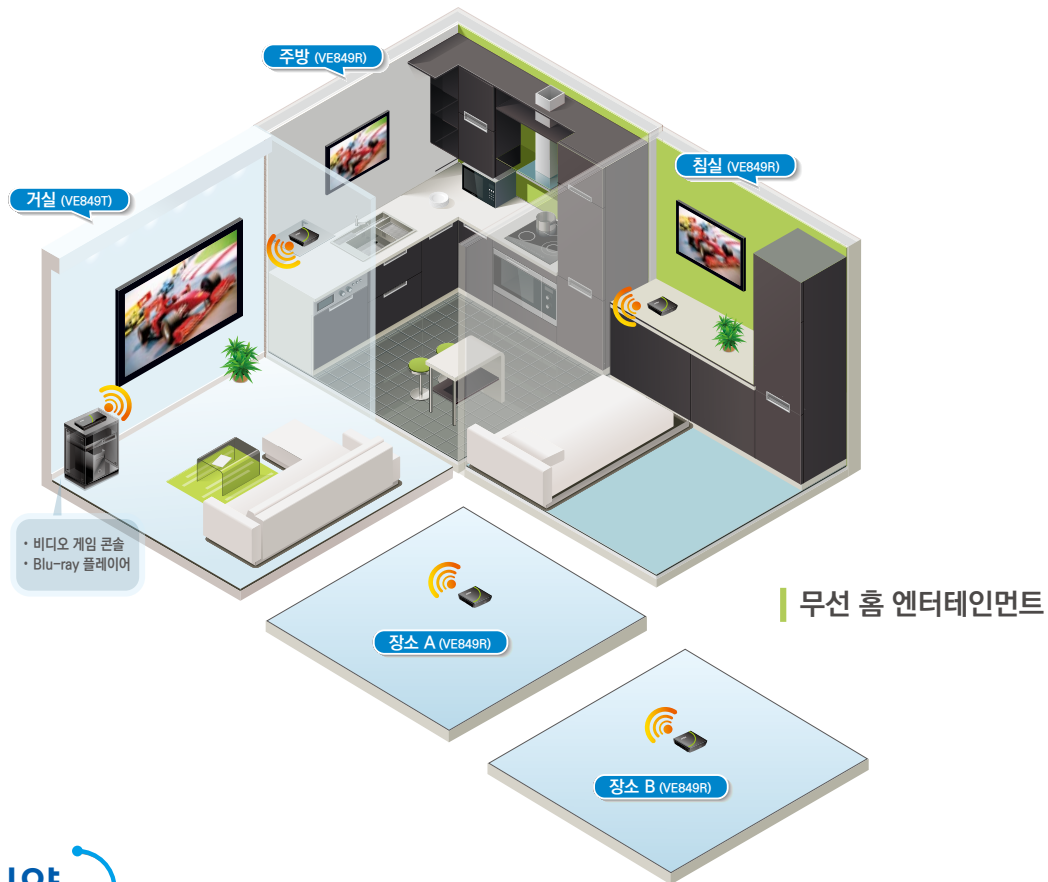 주방 (VE849R)
침실 (VE849R)
거실 (VE849T)
• 비디오 게임 콘솔
• Blu-ray 플레이어
무선 홈 엔터테인먼트
장소 A (VE849R)
장소 B (VE849R)